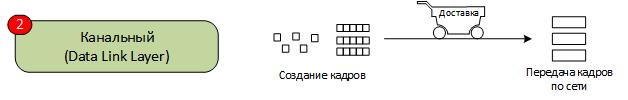 2
Канальный
(Data Link Layer)
Создание кадров
Доставка
Передача кадров
по сети